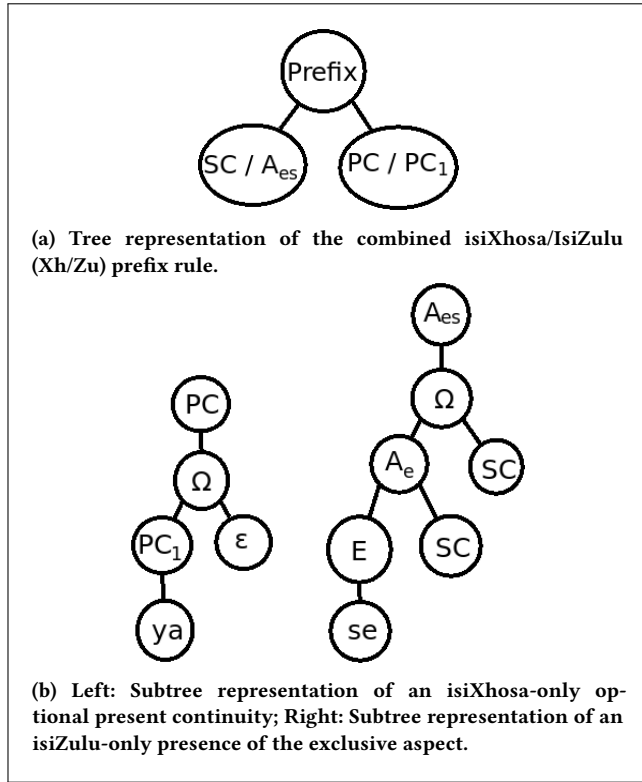 Prefix
SC / Aₑₛ PC / PC₁
(a) Tree representation of the combined isiXhosa/IsiZulu
(Xh/Zu) prefix rule.
Aₑₛ
PC
Ω
Ω
Aₑ
SC
PC₁
ε
E
SC
ya
se
(b) Left: Subtree representation of an isiXhosa-only op-
tional present continuity; Right: Subtree representation of an
isiZulu-only presence of the exclusive aspect.